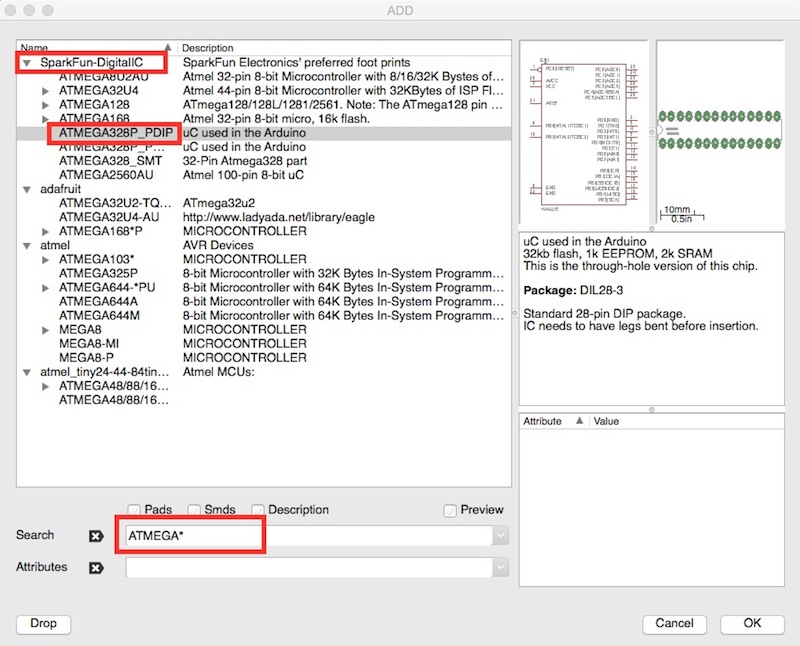 ADD
Name Description
SparkFun-DigitalIC SparkFun Electronics' preferred foot prints
ATMEGA8U2AU Atmel 32-pin 8-bit Microcontroller with 8/16/32K Bystes of…
ATMEGA32U4 Atmel 44-pin 8-bit Microcontroller with 32KBytes of ISP Fl…
ATMEGA128 ATmega128/128L/1281/2561. Note: The ATmega128 pin …
ATMEGA168 Atmel 32-pin 8-bit micro, 16k flash.
ATMEGA328P_PDIP uC used in the Arduino
ATMEGA328P_P… uC used in the Arduino
ATMEGA328_SMT 32-Pin Atmega328 part
ATMEGA2560AU Atmel 100-pin 8-bit uC
adafruit
ATMEGA32U2-TQ… ATmega32u2
ATMEGA32U4-AU http://www.ladyada.net/library/eagle
ATMEGA168*P MICROCONTROLLER
atmel AVR Devices
ATMEGA103* MICROCONTROLLER
ATMEGA325P 8-bit Microcontroller with 32K Bytes In-System Programm…
ATMEGA644-*PU 8-bit Microcontroller with 64K Bytes In-System Programm…
ATMEGA644A 8-bit Microcontroller with 64K Bytes In-System Programm…
ATMEGA644M 8-bit Microcontroller with 64K Bytes In-System Programm…
MEGA8 MICROCONTROLLER
MEGA8-MI MICROCONTROLLER
MEGA8-P MICROCONTROLLER
atmel_tiny24-44-84tin… Atmel MCUs:
ATMEGA48/88/16…
ATMEGA48/88/16…
10mm
0.5in
uC used in the Arduino
32kb flash, 1k EEPROM, 2k SRAM
This is the through-hole version of this chip.
Package: DIL28-3
Standard 28-pin DIP package.
IC needs to have legs bent before insertion.
Attribute Value
Pads Smds Description Preview
Search ATMEGA*
Attributes
Drop Cancel OK